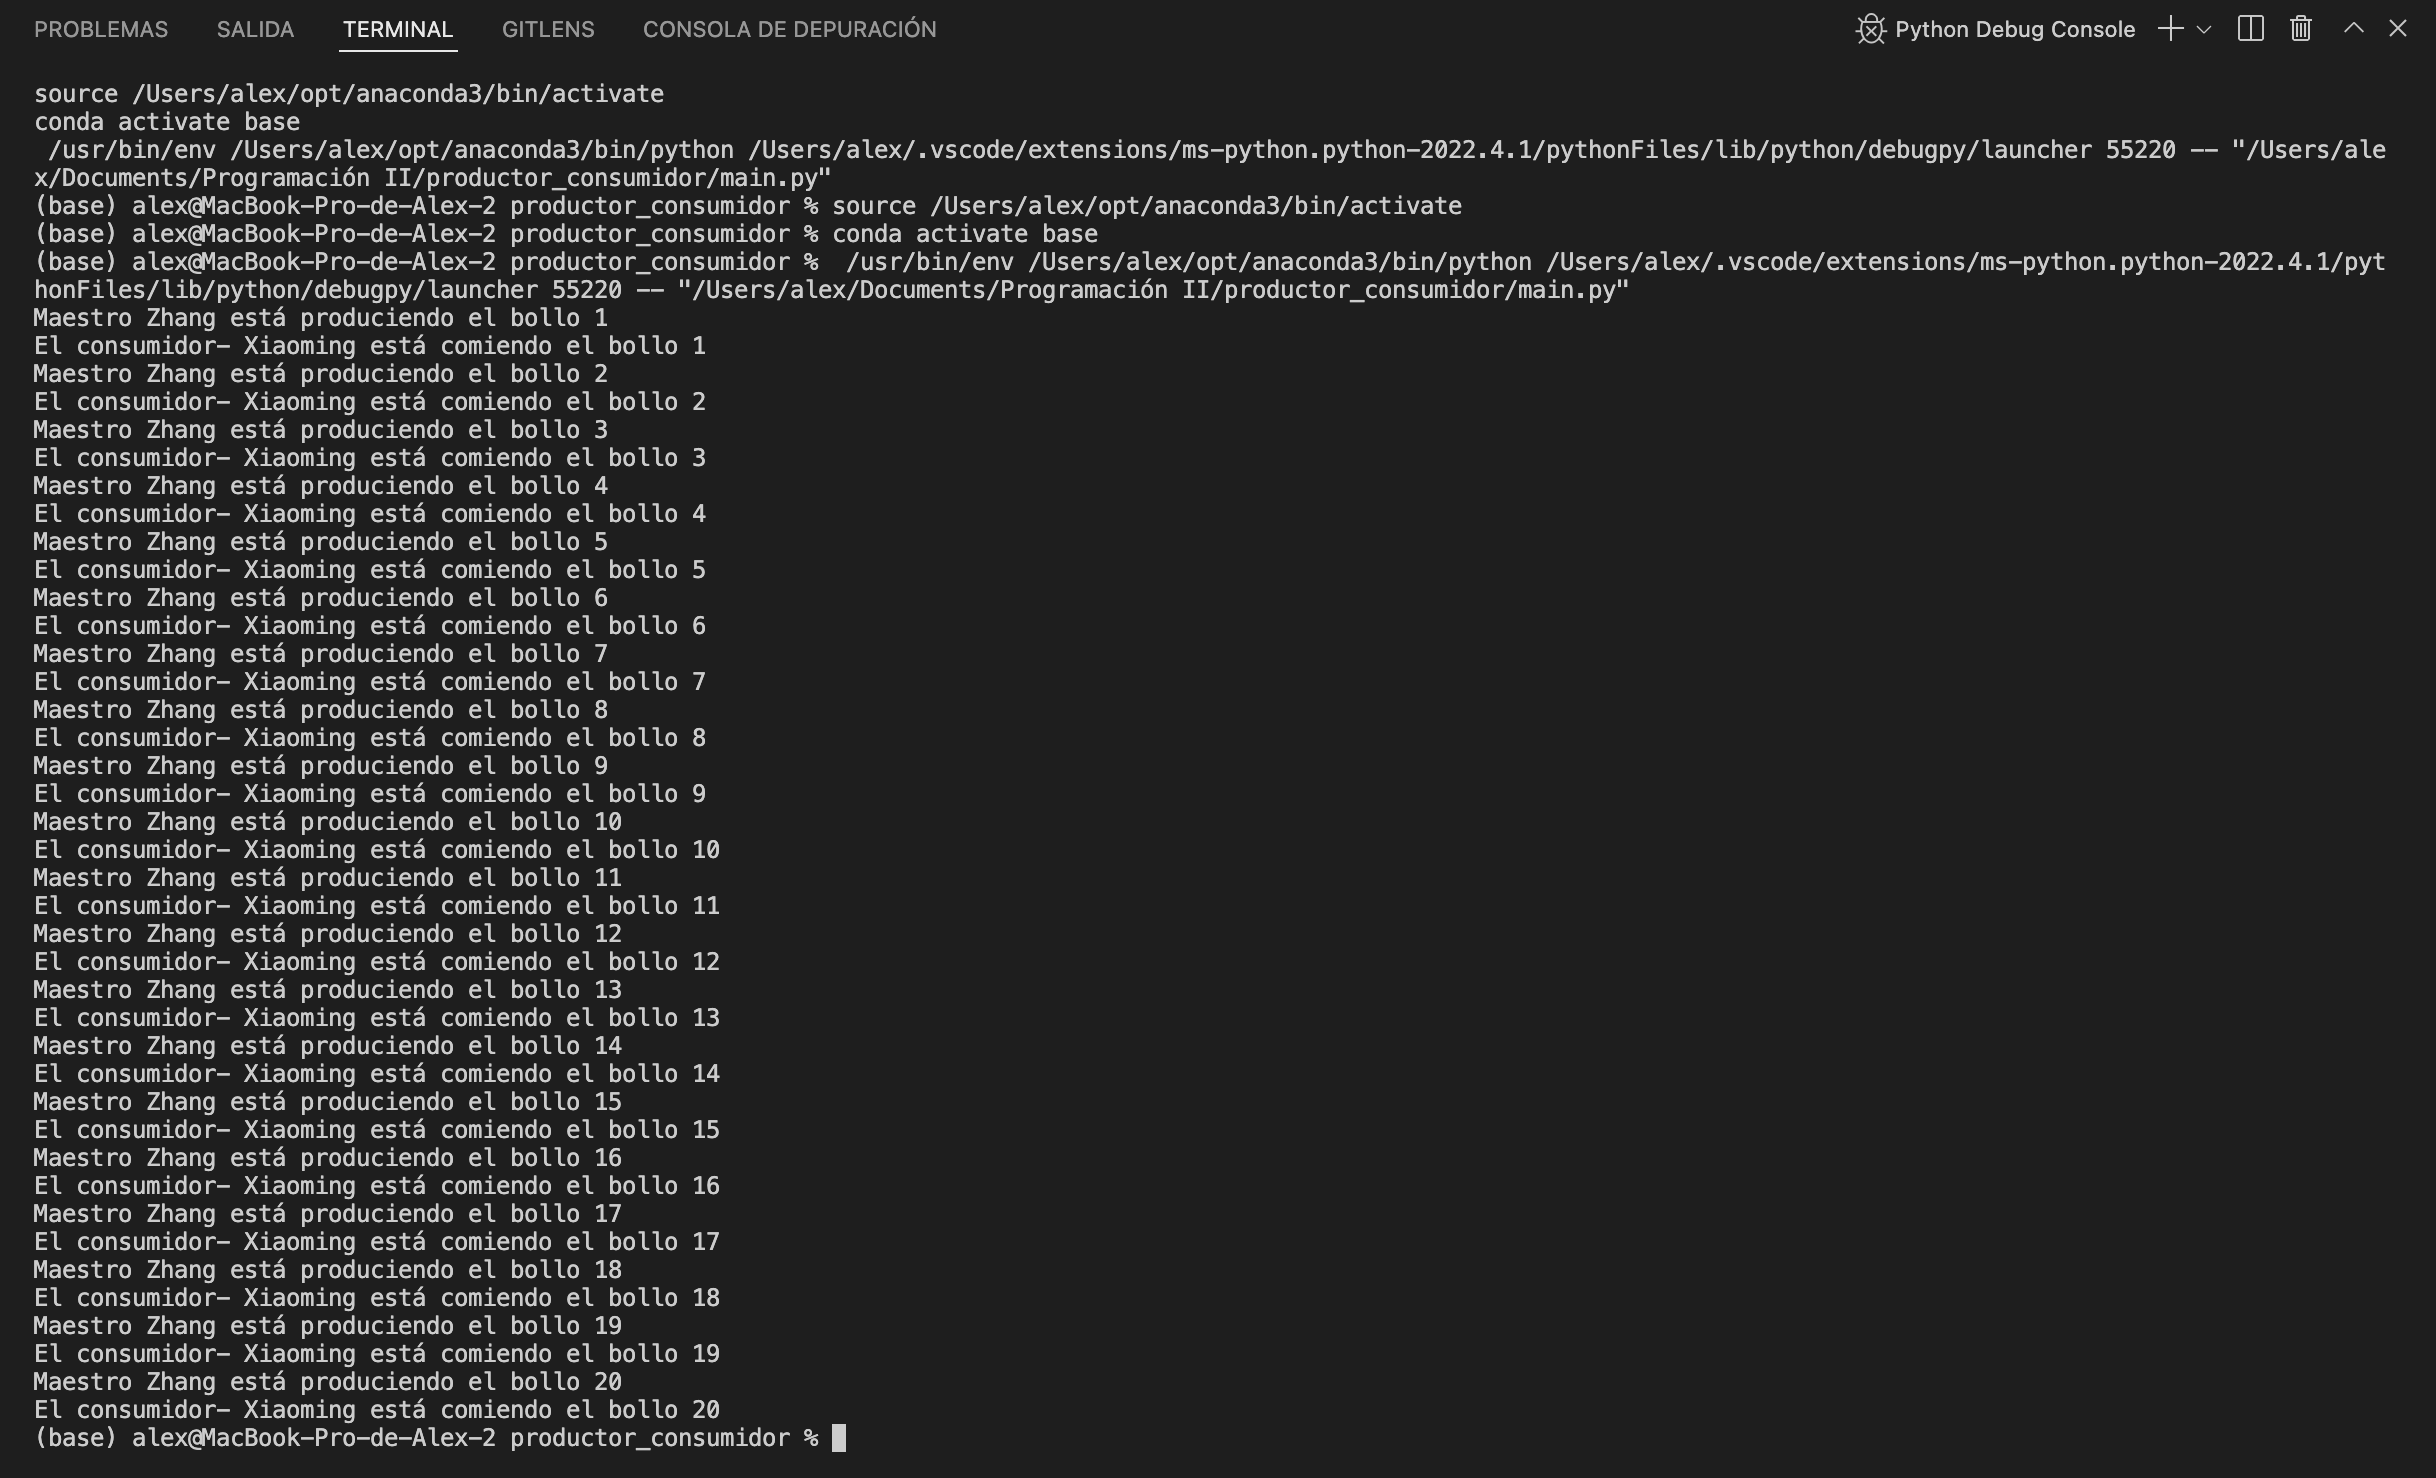 PROBLEMAS SALIDA TERMINAL GITLENS CONSOLA DE DEPURACIÓN Python Debug Console
source /Users/alex/opt/anaconda3/bin/activate
conda activate base
 /usr/bin/env /Users/alex/opt/anaconda3/bin/python /Users/alex/.vscode/extensions/ms-python.python-2022.4.1/pythonFiles/lib/python/debugpy/launcher 55220 -- "/Users/ale
x/Documents/Programación II/productor_consumidor/main.py"
(base) alex@MacBook-Pro-de-Alex-2 productor_consumidor % source /Users/alex/opt/anaconda3/bin/activate
(base) alex@MacBook-Pro-de-Alex-2 productor_consumidor % conda activate base
(base) alex@MacBook-Pro-de-Alex-2 productor_consumidor %  /usr/bin/env /Users/alex/opt/anaconda3/bin/python /Users/alex/.vscode/extensions/ms-python.python-2022.4.1/pyt
honFiles/lib/python/debugpy/launcher 55220 -- "/Users/alex/Documents/Programación II/productor_consumidor/main.py"
Maestro Zhang está produciendo el bollo 1
El consumidor- Xiaoming está comiendo el bollo 1
Maestro Zhang está produciendo el bollo 2
El consumidor- Xiaoming está comiendo el bollo 2
Maestro Zhang está produciendo el bollo 3
El consumidor- Xiaoming está comiendo el bollo 3
Maestro Zhang está produciendo el bollo 4
El consumidor- Xiaoming está comiendo el bollo 4
Maestro Zhang está produciendo el bollo 5
El consumidor- Xiaoming está comiendo el bollo 5
Maestro Zhang está produciendo el bollo 6
El consumidor- Xiaoming está comiendo el bollo 6
Maestro Zhang está produciendo el bollo 7
El consumidor- Xiaoming está comiendo el bollo 7
Maestro Zhang está produciendo el bollo 8
El consumidor- Xiaoming está comiendo el bollo 8
Maestro Zhang está produciendo el bollo 9
El consumidor- Xiaoming está comiendo el bollo 9
Maestro Zhang está produciendo el bollo 10
El consumidor- Xiaoming está comiendo el bollo 10
Maestro Zhang está produciendo el bollo 11
El consumidor- Xiaoming está comiendo el bollo 11
Maestro Zhang está produciendo el bollo 12
El consumidor- Xiaoming está comiendo el bollo 12
Maestro Zhang está produciendo el bollo 13
El consumidor- Xiaoming está comiendo el bollo 13
Maestro Zhang está produciendo el bollo 14
El consumidor- Xiaoming está comiendo el bollo 14
Maestro Zhang está produciendo el bollo 15
El consumidor- Xiaoming está comiendo el bollo 15
Maestro Zhang está produciendo el bollo 16
El consumidor- Xiaoming está comiendo el bollo 16
Maestro Zhang está produciendo el bollo 17
El consumidor- Xiaoming está comiendo el bollo 17
Maestro Zhang está produciendo el bollo 18
El consumidor- Xiaoming está comiendo el bollo 18
Maestro Zhang está produciendo el bollo 19
El consumidor- Xiaoming está comiendo el bollo 19
Maestro Zhang está produciendo el bollo 20
El consumidor- Xiaoming está comiendo el bollo 20
(base) alex@MacBook-Pro-de-Alex-2 productor_consumidor %